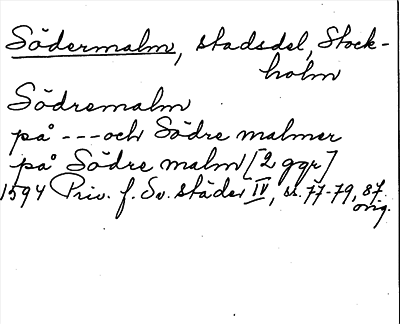 Södermalm, stadsdel, Stock-
holm
Södremalm
på --- och Södre malmer
på Södre malm [2 ggr]
1594 Priv. f. Sv. städer IV, ss. 77-79, 87.
orig.